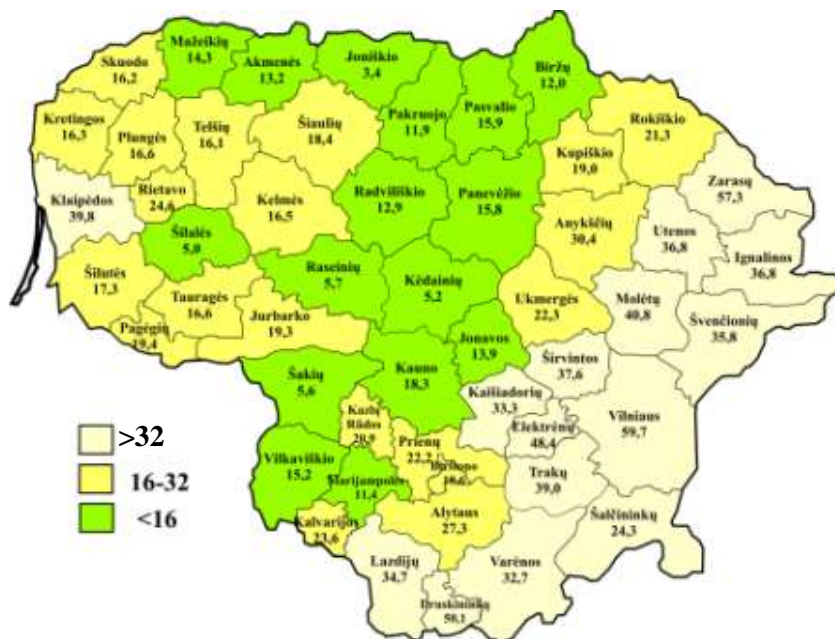 Skuodo
16,2
Mažeikių
14,3
Akmenės
13,2
Joniškio
3,4
Biržų
12,0
Kretingos
16,3
Plungės
16,6
Telšių
16,1
Šiaulių
18,4
Pakruojo
11,9
Pasvalio
15,9
Rokiškio
21,3
Kupiškio
19,0
Klaipėdos
39,8
Rietavo
24,6
Kelmės
16,5
Radviliškio
12,9
Panevėžio
15,8
Zarasų
57,3
Anykščių
30,4
Utenos
36,8
Ignalinos
36,8
Šilalės
5,0
Šilutės
17,3
Raseinių
5,7
Kėdainių
5,2
Ukmergės
22,3
Molėtų
40,8
Švenčionių
35,8
Tauragės
16,6
Pagėgių
19,4
Jurbarko
19,3
Jonavos
13,9
Širvintos
37,6
Kauno
18,3
Šakių
5,6
Kaišiadorių
33,3
Kazlų
Rūdos
20,9
Prienų
22,2
Elektrėnų
48,4
Vilniaus
59,7
Vilkaviškio
15,2
Marijampolės
11,4
Trakų
39,0
Kalvarijos
23,6
Alytaus
27,3
Šalčininkų
24,3
Lazdijų
34,7
Varėnos
32,7
Druskininkų
50,1
>32
16-32
<16